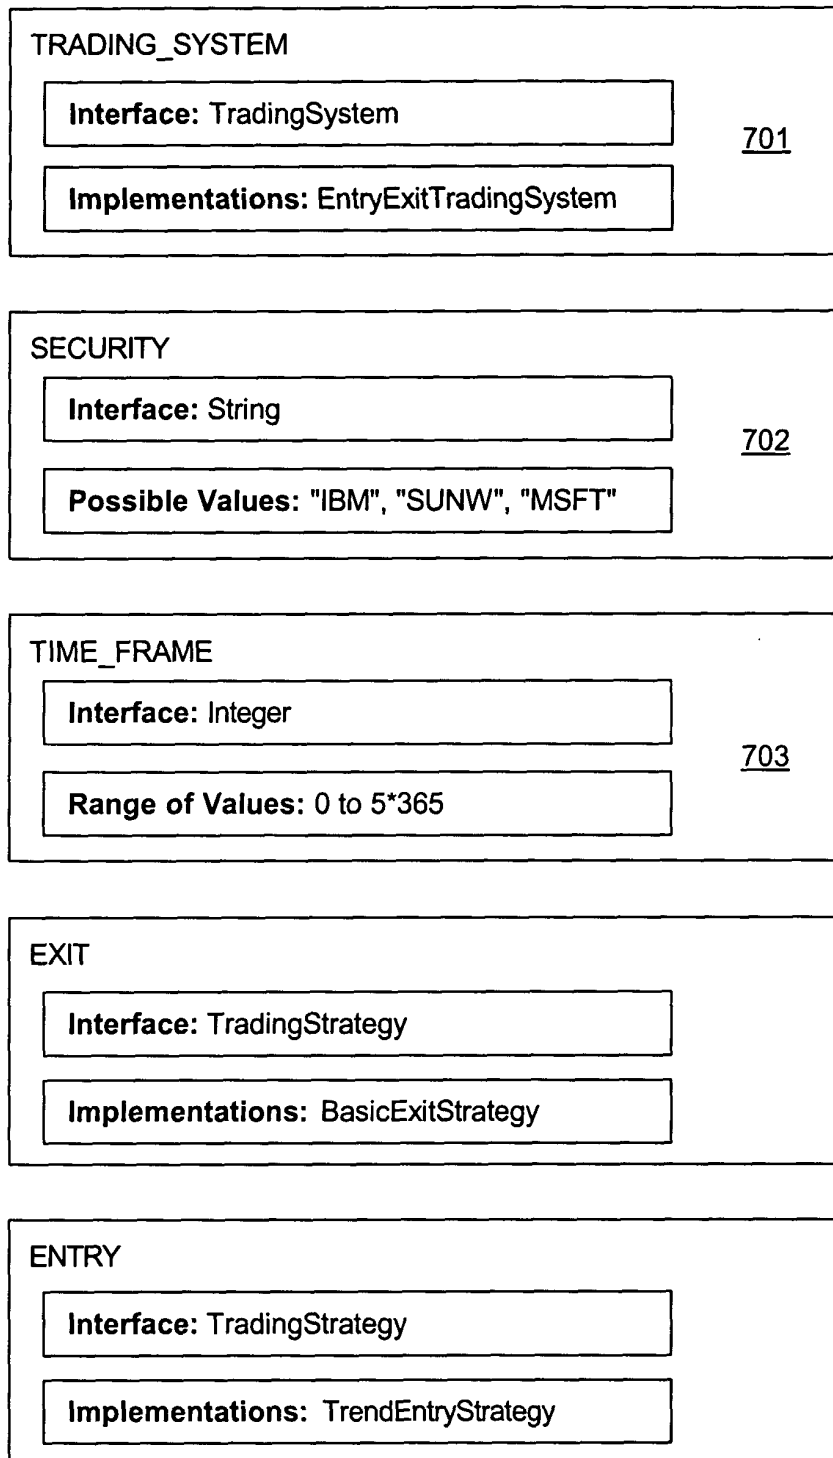 TRADING_SYSTEM
Interface: TradingSystem
701
Implementations: EntryExitTradingSystem
SECURITY
Interface: String
702
Possible Values: "IBM", "SUNW", "MSFT"
TIME_FRAME
Interface: Integer
703
Range of Values: 0 to 5*365
EXIT
Interface: TradingStrategy
Implementations: BasicExitStrategy
ENTRY
Interface: TradingStrategy
Implementations: TrendEntryStrategy